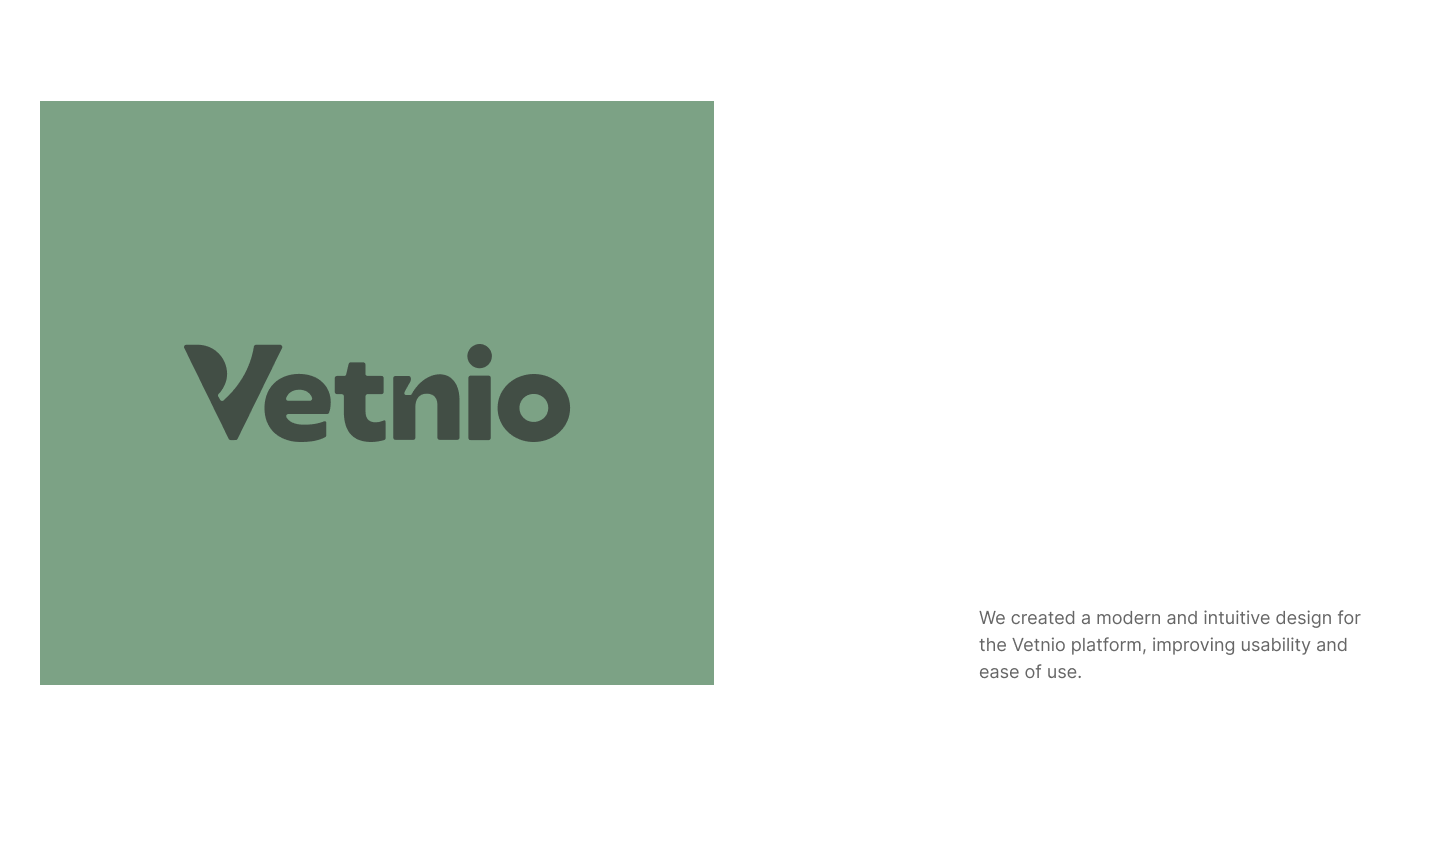 Vetnio
We created a modern and intuitive design for
the Vetnio platform, improving usability and
ease of use.